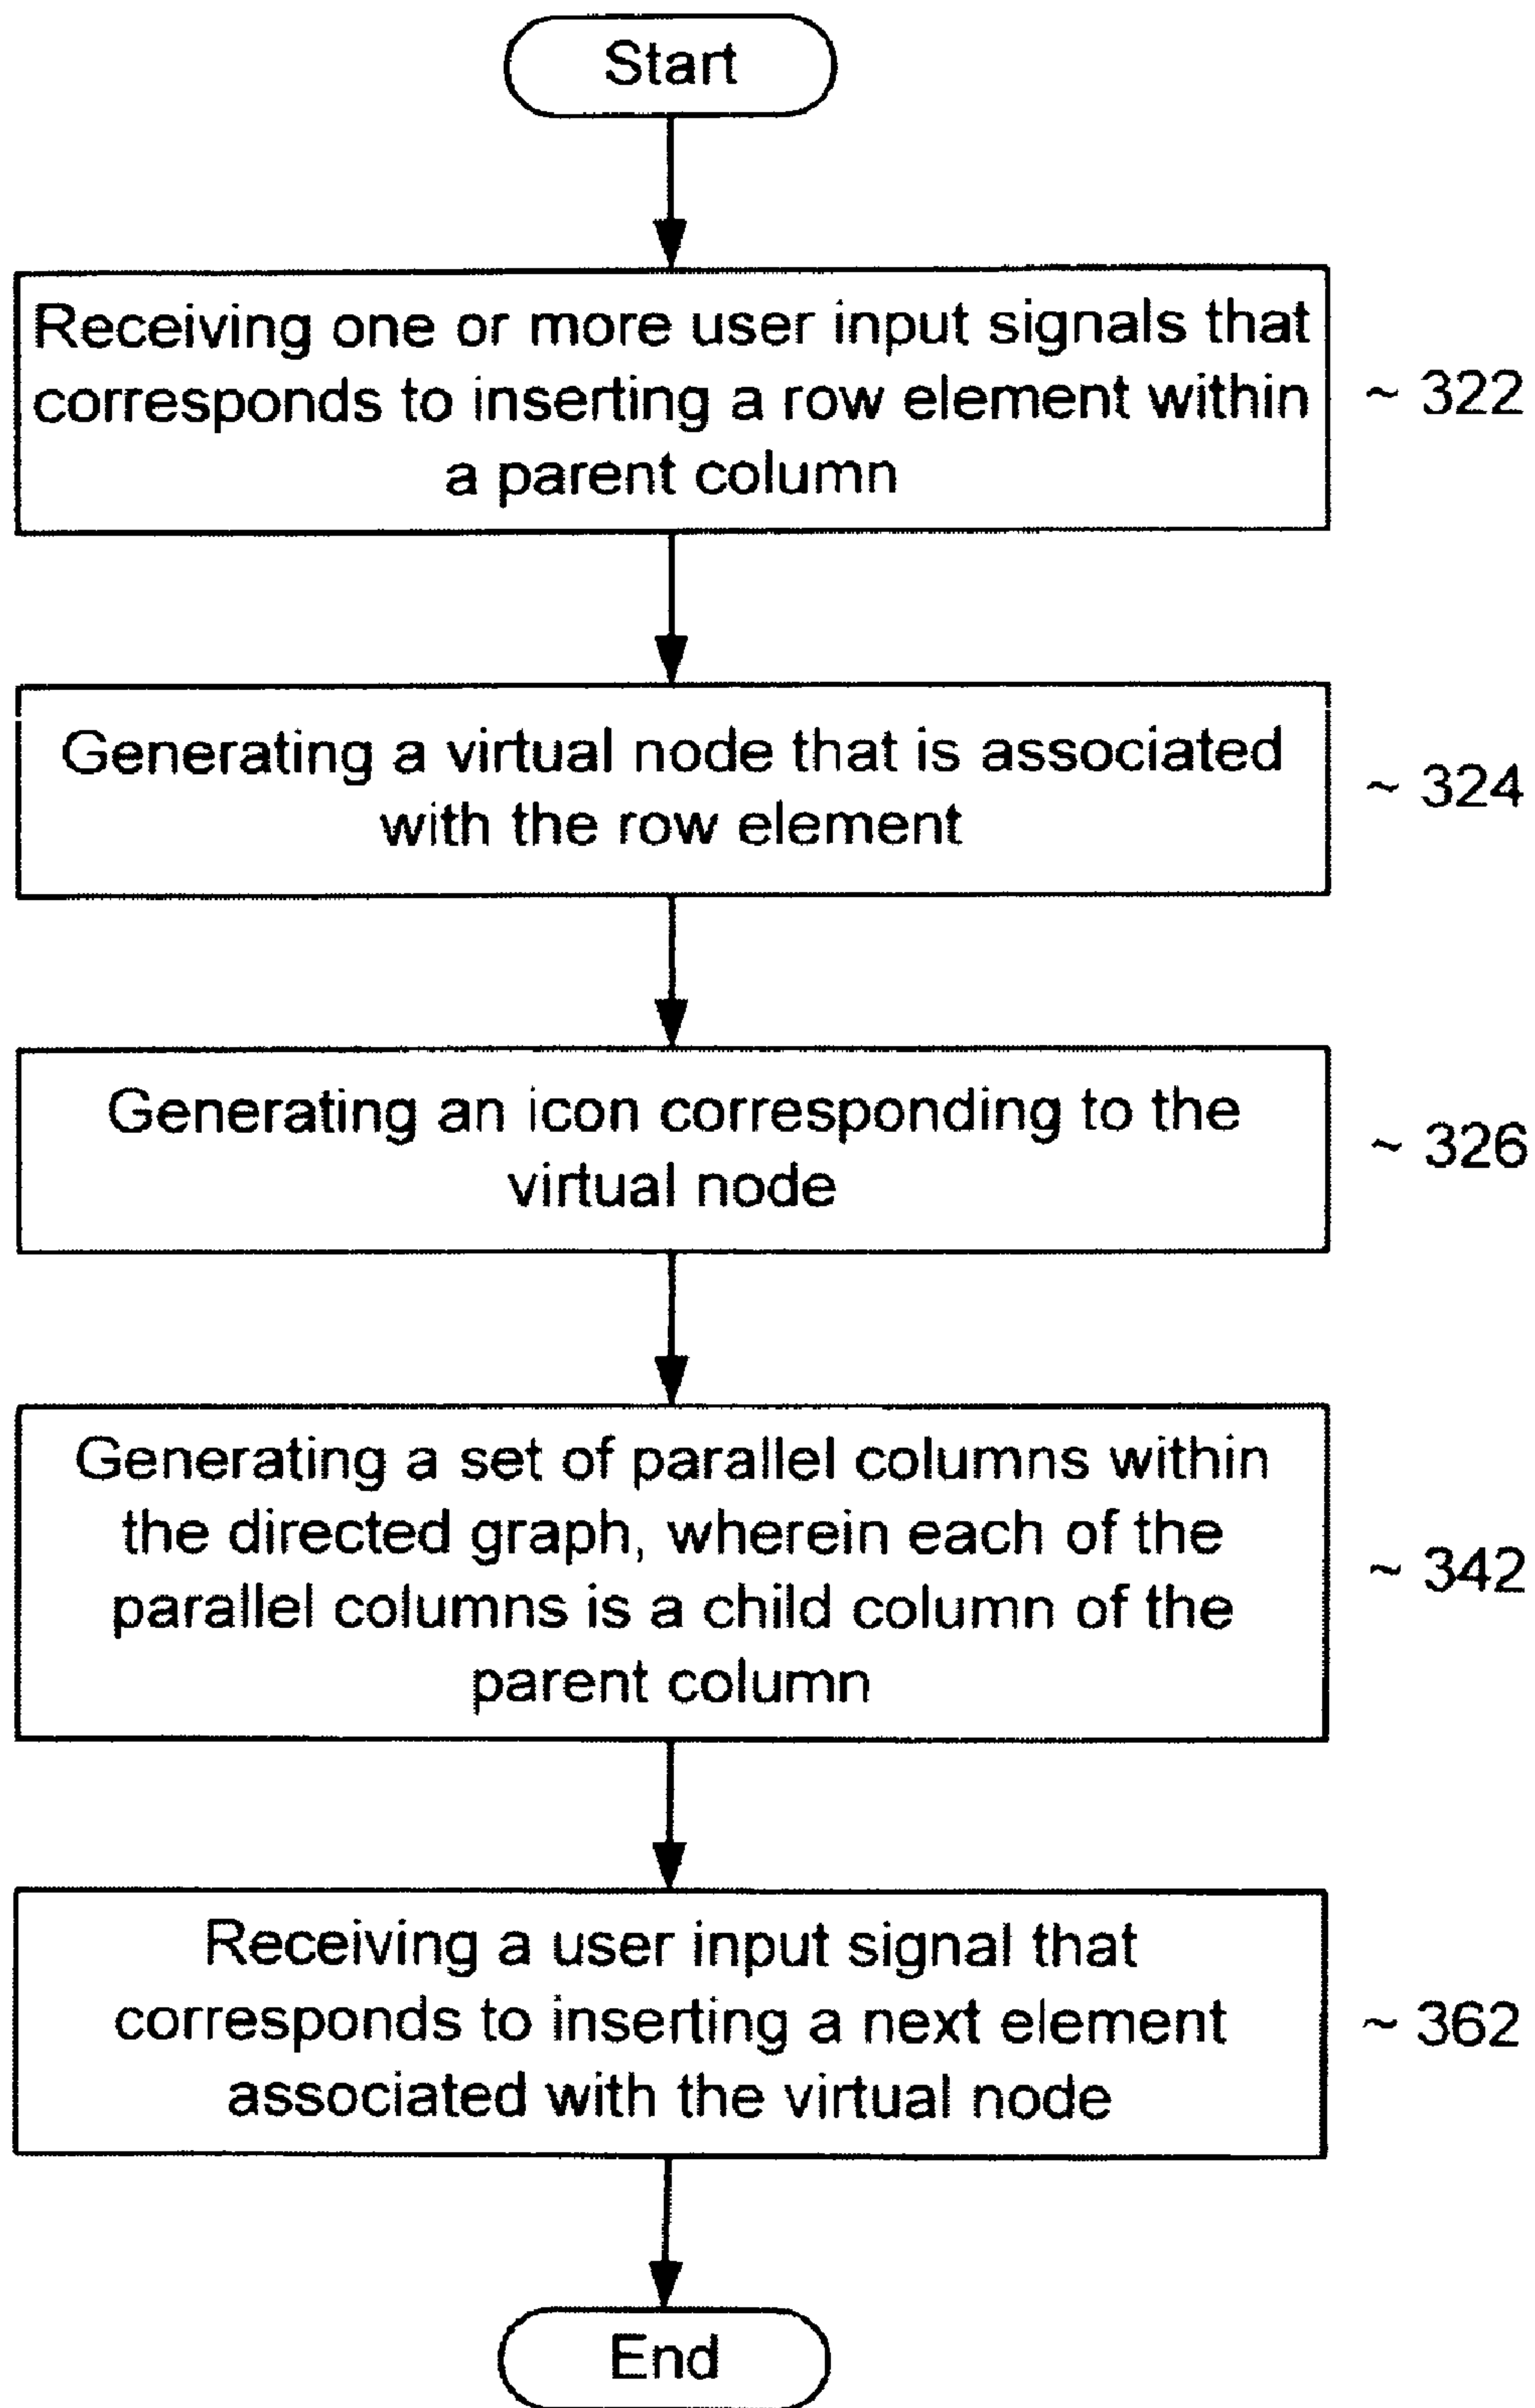 Start
Receiving one or more user input signals that
corresponds to inserting a row element within
a parent column
~ 322
Generating a virtual node that is associated
with the row element
~ 324
Generating an icon corresponding to the
virtual node
~ 326
Generating a set of parallel columns within
the directed graph, wherein each of the
parallel columns is a child column of the
parent column
~ 342
Receiving a user input signal that
corresponds to inserting a next element
associated with the virtual node
~ 362
End